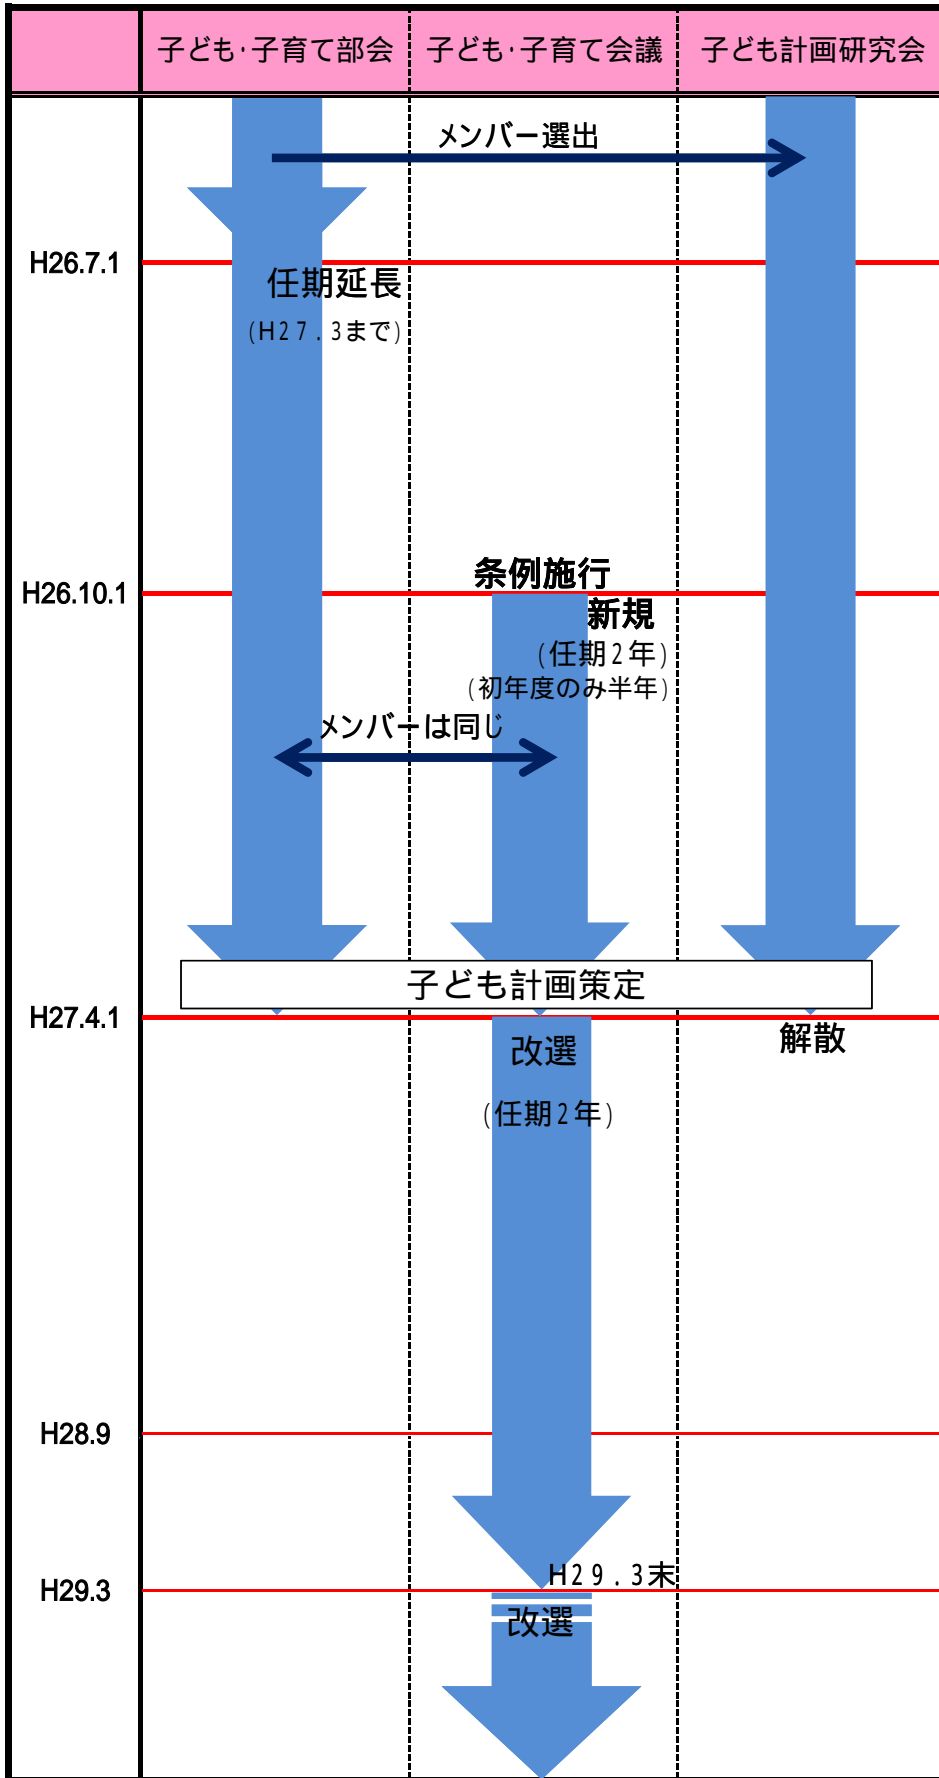 子ども・子育て部会
子ども・子育て会議
子ども計画研究会
メンバー選出
H26.7.1
任期延長
(H27.3まで)
条例施行
H26.10.1
新規
(任期2年)
(初年度のみ半年)
メンバーは同じ
子ども計画策定
H27.4.1
解散
改選
(任期2年)
H28.9
H29.3末
H29.3
改選